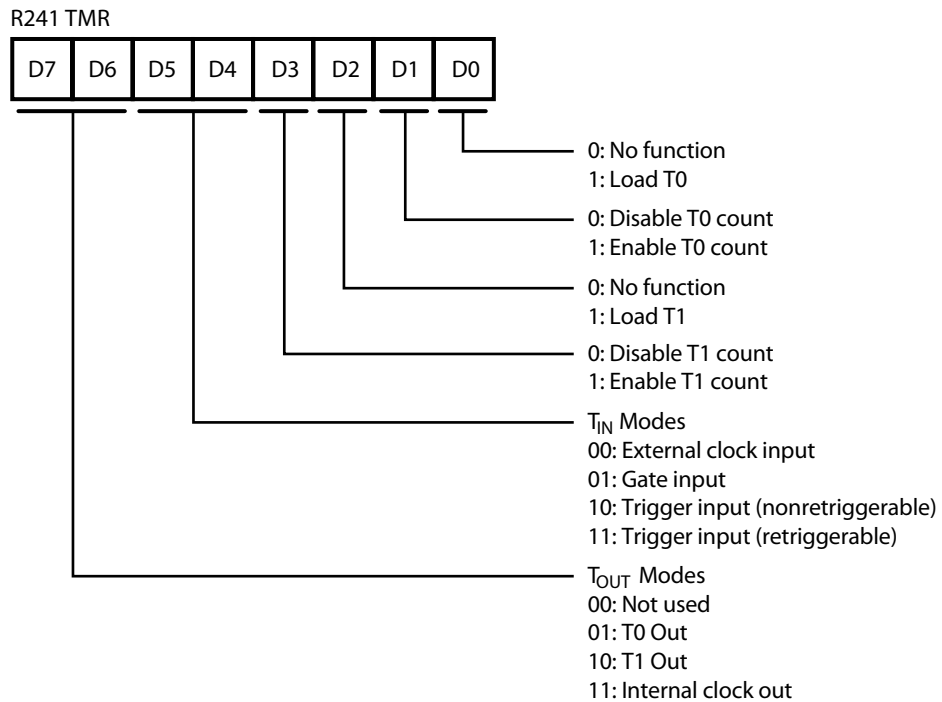 R241 TMR
D7 D6 D5 D4 D3 D2 D1 D0
0: No function
1: Load T0
0: Disable T0 count
1: Enable T0 count
0: No function
1: Load T1
0: Disable T1 count
1: Enable T1 count
TIN Modes
00: External clock input
01: Gate input
10: Trigger input (nonretriggerable)
11: Trigger input (retriggerable)
TOUT Modes
00: Not used
01: T0 Out
10: T1 Out
11: Internal clock out